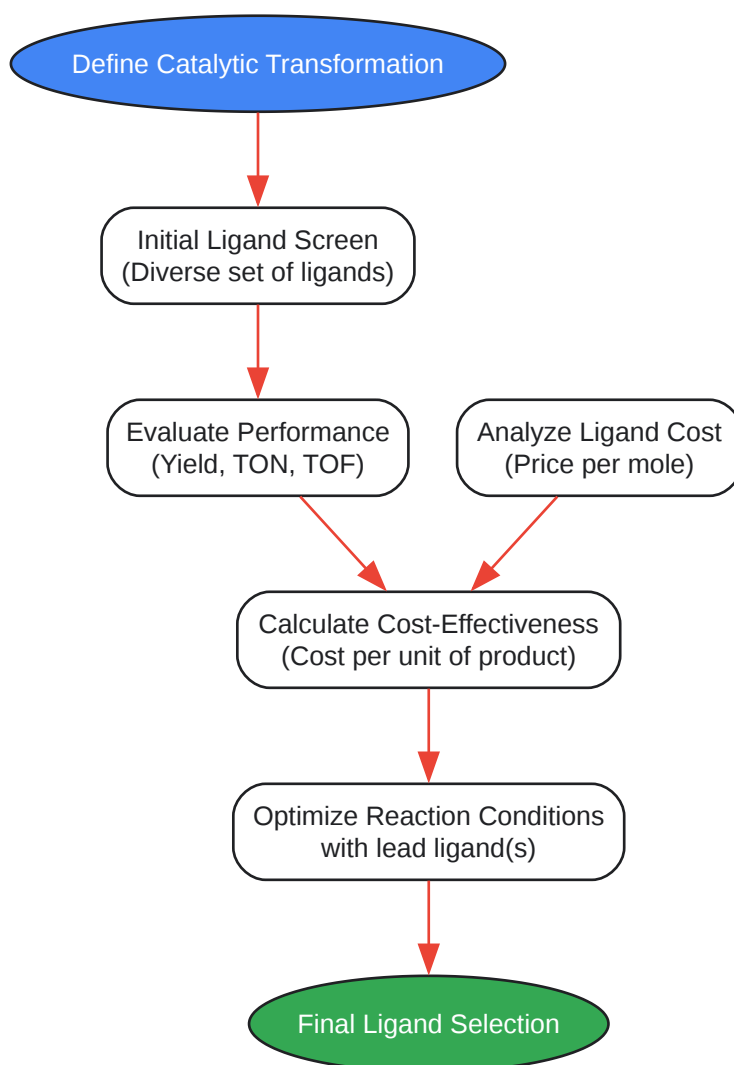 Define Catalytic Transformation
Initial Ligand Screen
(Diverse set of ligands)
Evaluate Performance
(Yield, TON, TOF)
Analyze Ligand Cost
(Price per mole)
Calculate Cost-Effectiveness
(Cost per unit of product)
Optimize Reaction Conditions
with lead ligand(s)
Final Ligand Selection